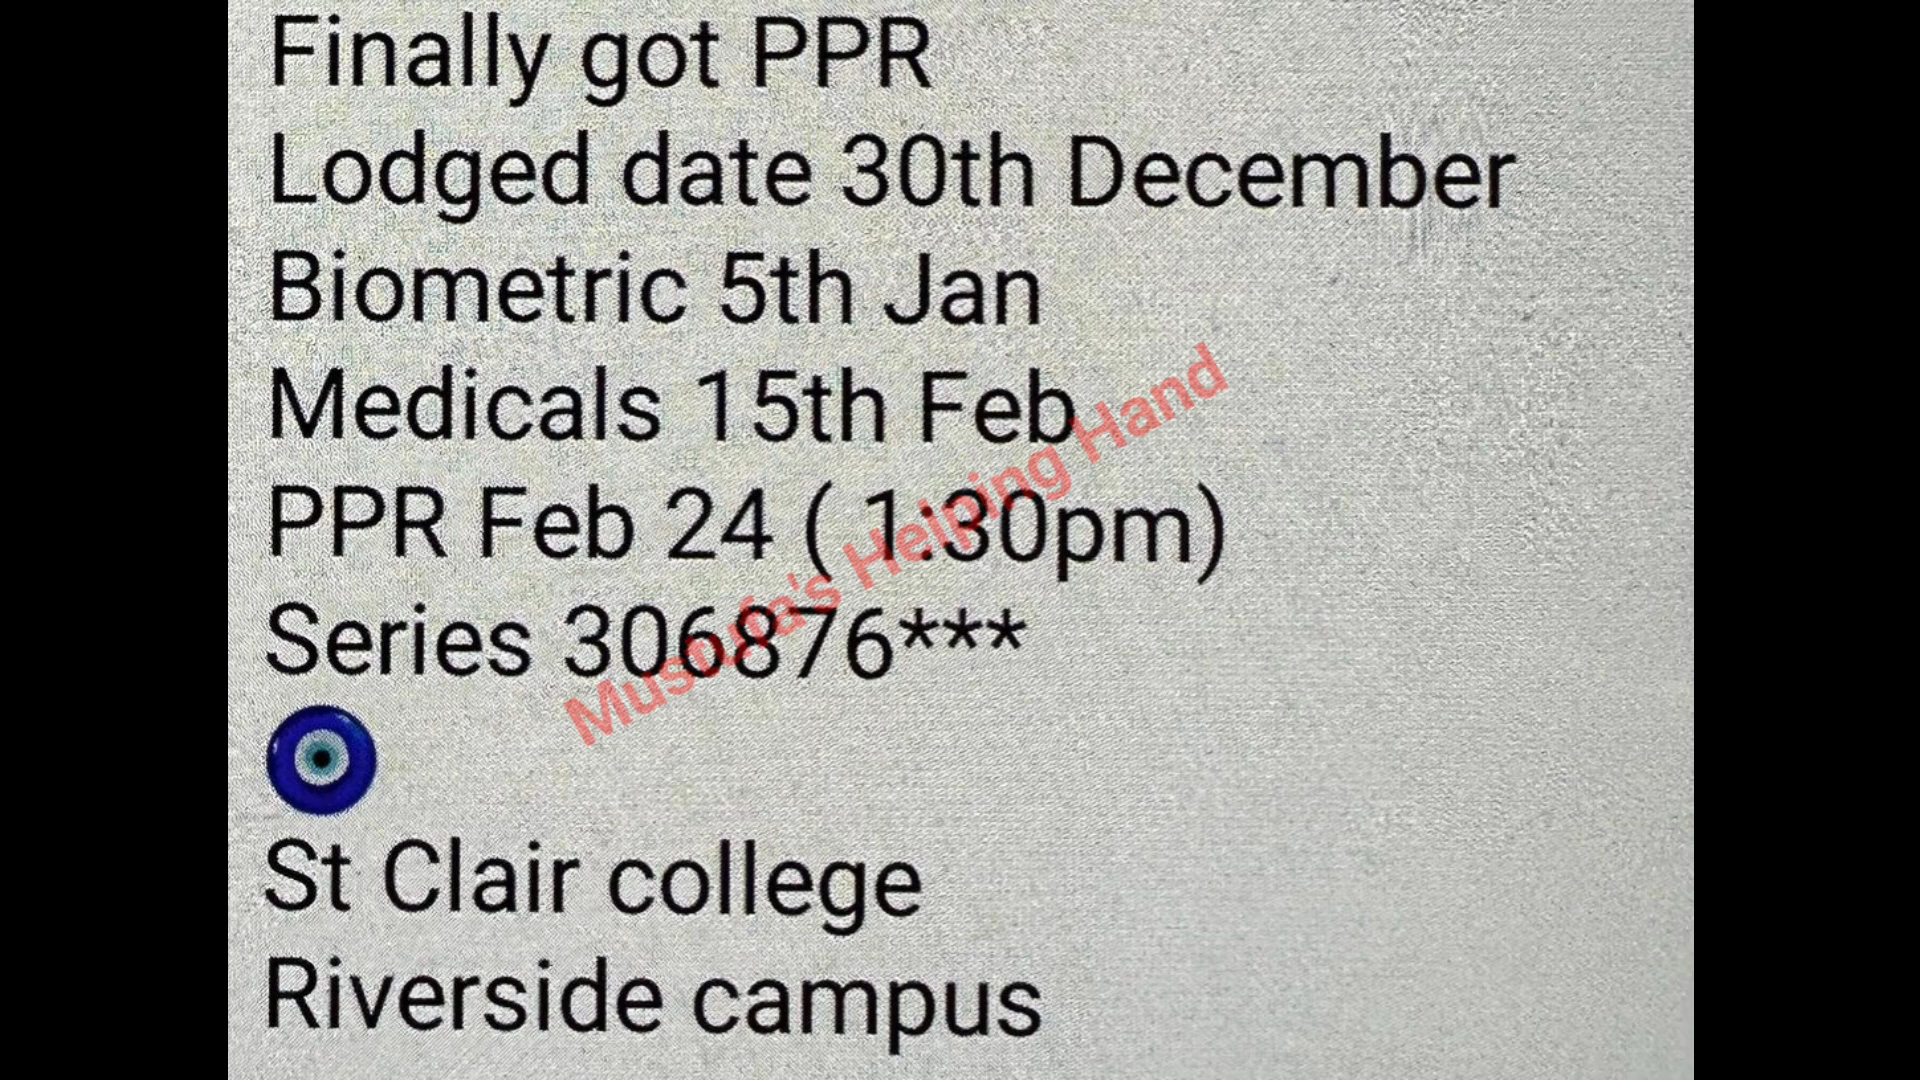 Finally got PPR
Lodged date 30th December
Biometric 5th Jan
Medicals 15th Feb
PPR Feb 24 ( 1:30pm)
Series 306876***
🧿
St Clair college
Riverside campus
Mustufa's Helping Hand